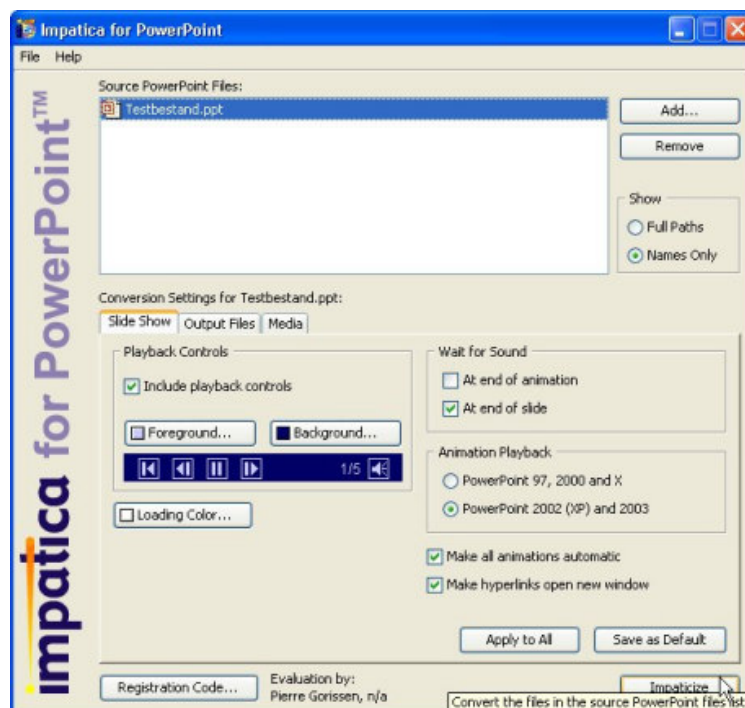 Impatica for PowerPoint
File Help
impatica for PowerPoint™
Source PowerPoint Files:
Testbestand.ppt
Add...
Remove
Show
Full Paths
Names Only
Conversion Settings for Testbestand.ppt:
Slide Show Output Files Media
Playback Controls
Include playback controls
Foreground... Background...
1/5
Loading Color...
Wait for Sound
At end of animation
At end of slide
Animation Playback
PowerPoint 97, 2000 and X
PowerPoint 2002 (XP) and 2003
Make all animations automatic
Make hyperlinks open new window
Apply to All Save as Default
Registration Code...
Evaluation by:
Pierre Gorissen, n/a
Impaticize
Convert the files in the source PowerPoint files list